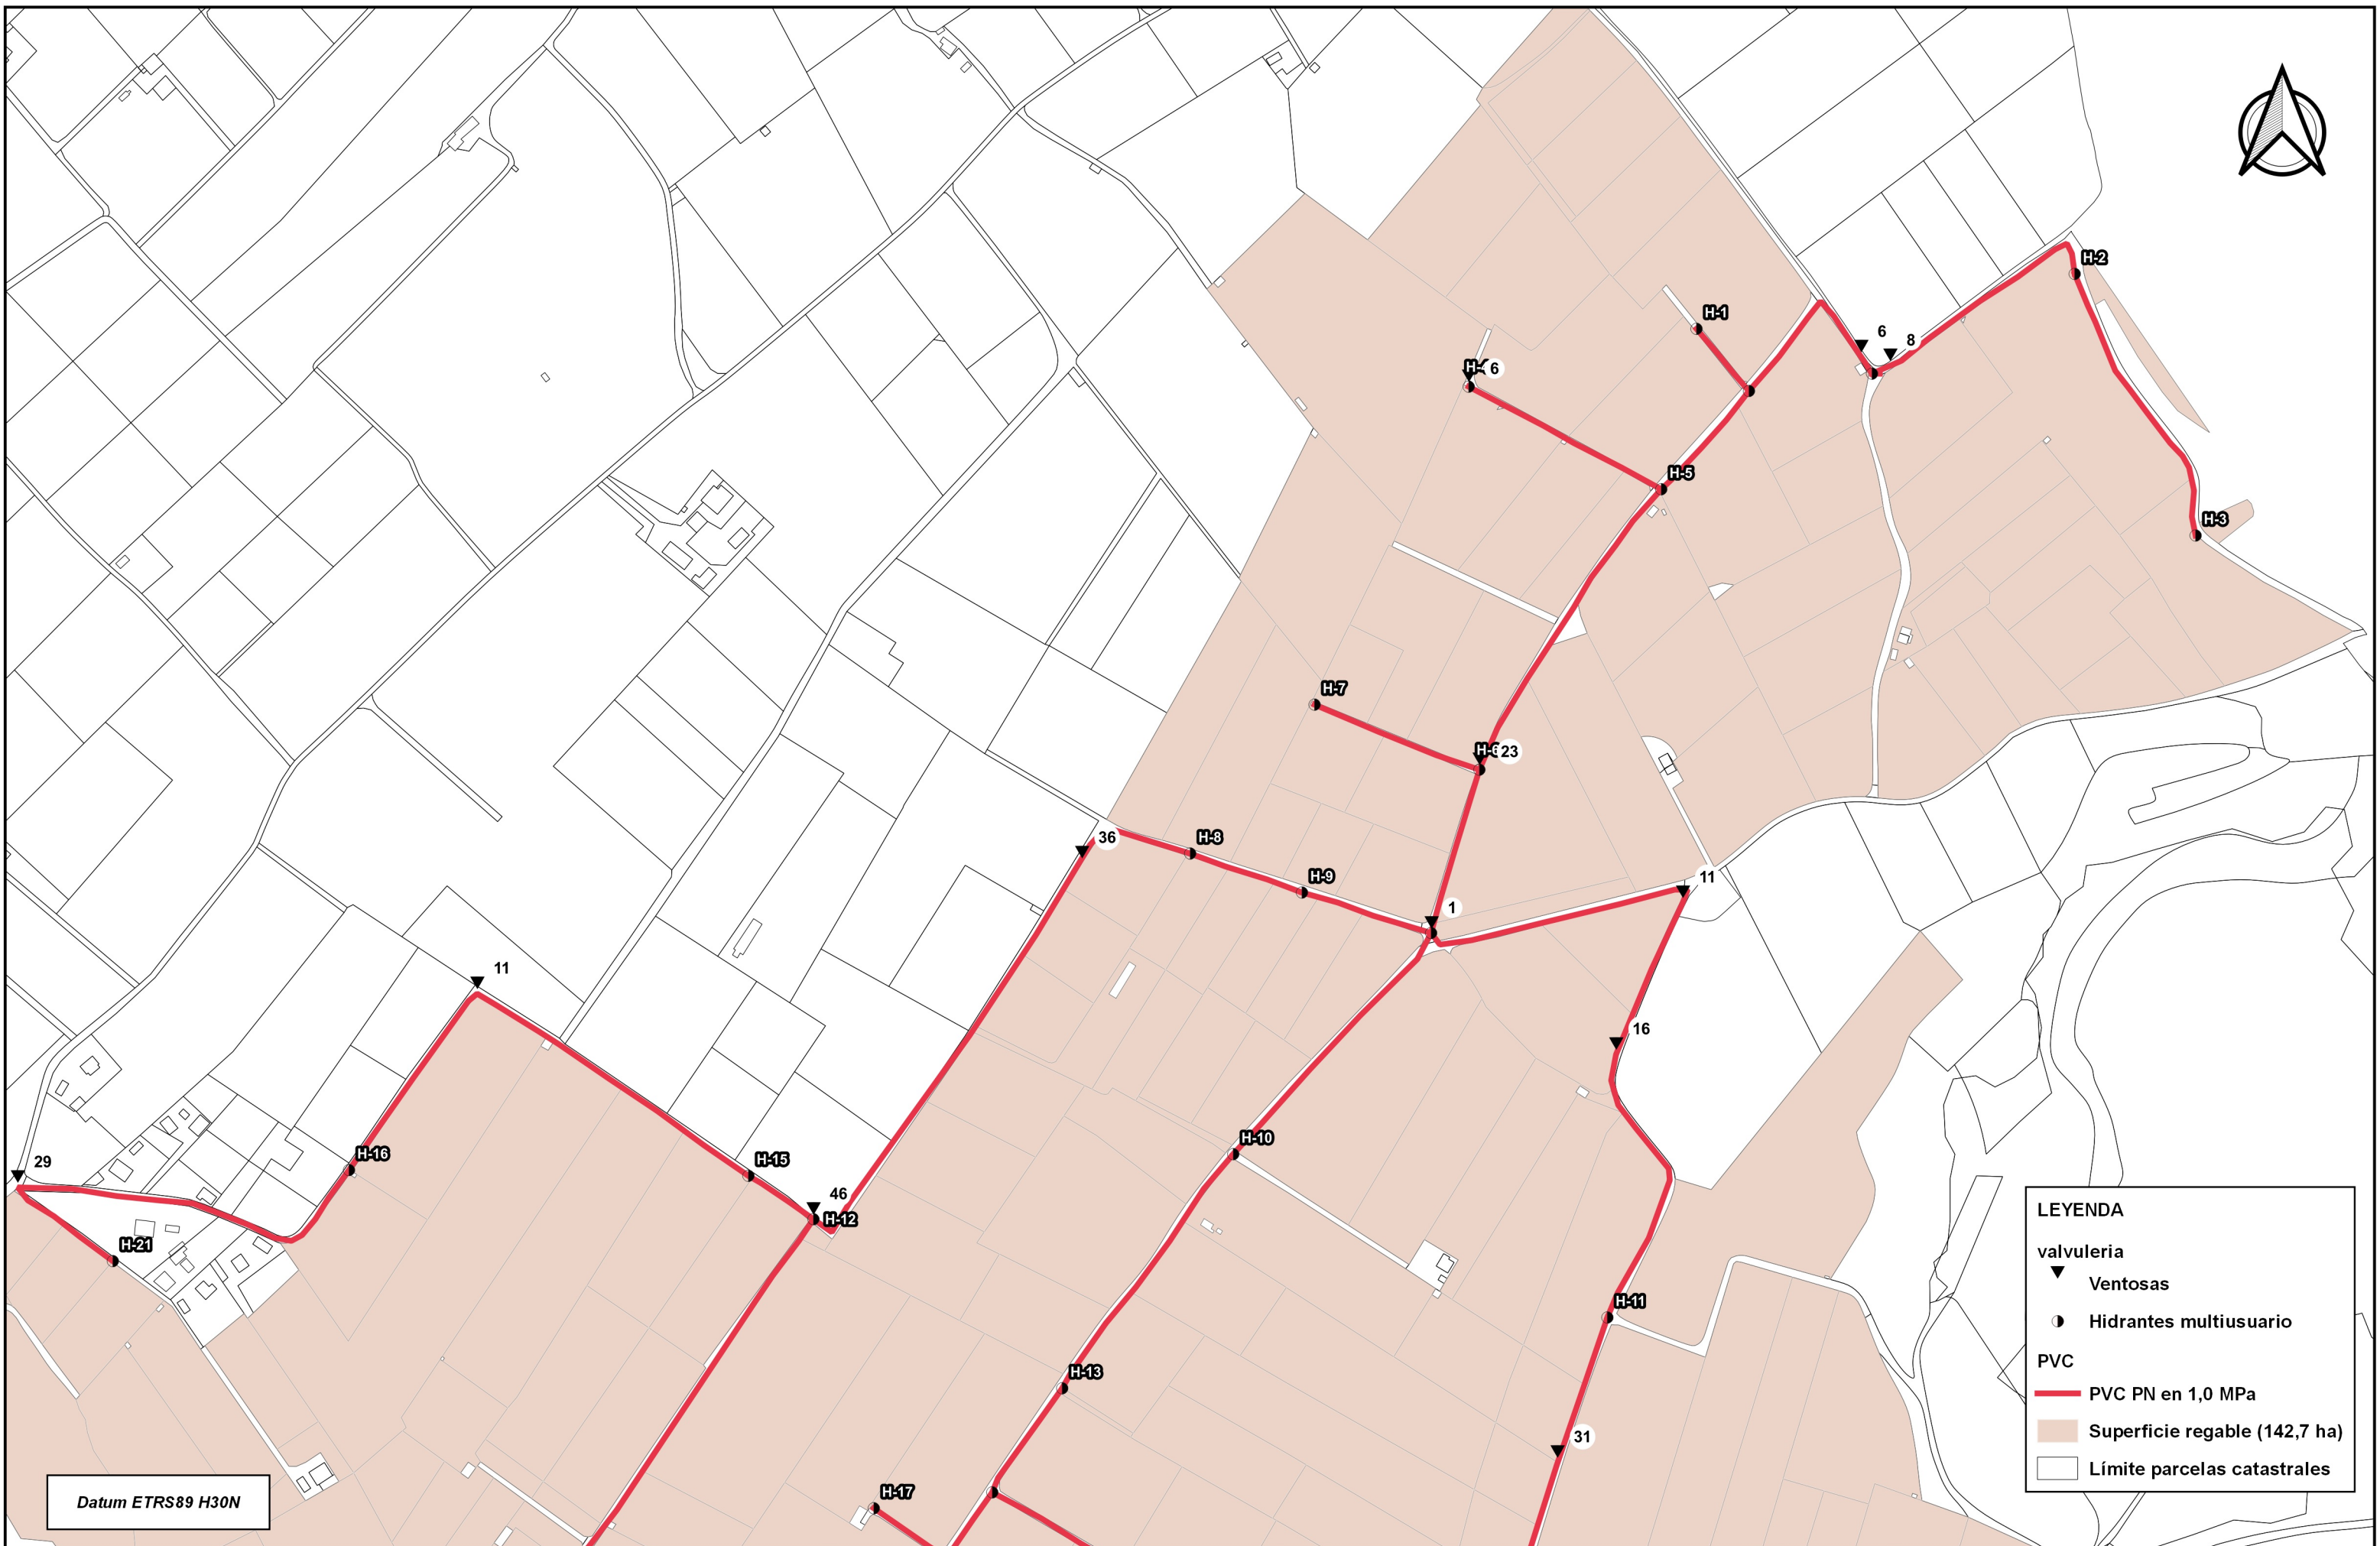 H-2
H-1
6
8
6
H-5
H-3
H-7
23
36
H-8
H-9
11
1
11
16
H-10
H-16
H-15
29
46
H-12
H-21
H-11
H-13
31
H-17
LEYENDA
valvuleria
Ventosas
Hidrantes multiusuario
PVC
PVC PN en 1,0 MPa
Superficie regable (142,7 ha)
Límite parcelas catastrales
Datum ETRS89 H30N